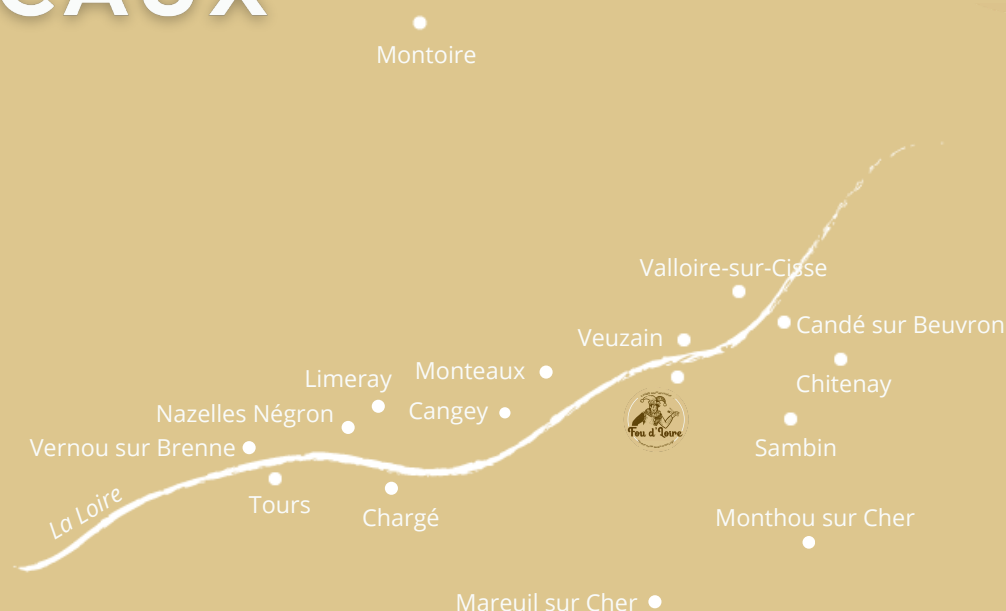 CAUX
Montoire
Valloire-sur-Cisse
Candé sur Beuvron
Veuzain
Chitenay
Monteaux
Limeray
Cangey
Nazelles Négron
Fou d'Loire
Vernou sur Brenne
Sambin
La Loire
Tours
Chargé
Monthou sur Cher
Mareuil sur Cher